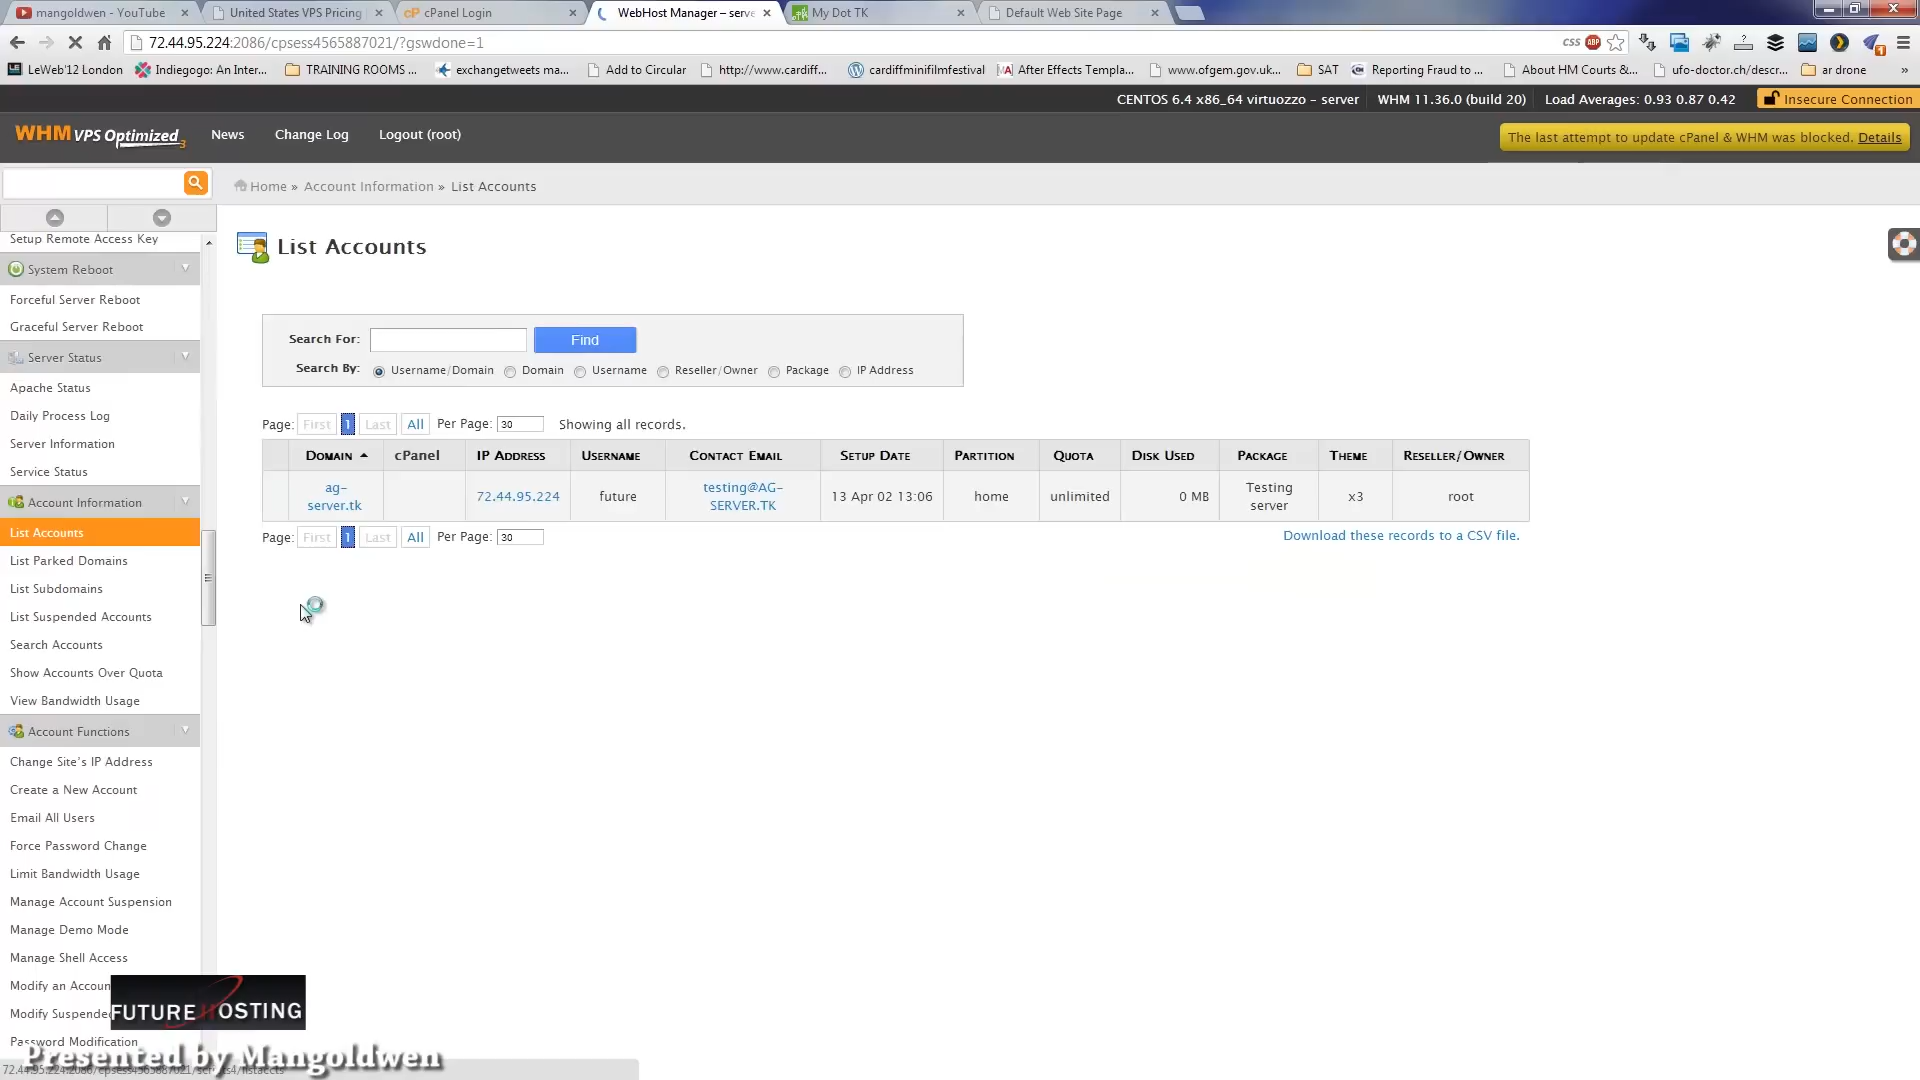 mangoldwen - YouTube
United States VPS Pricing
cP cPanel Login
WebHost Manager – serve
My Dot TK
Default Web Site Page
72.44.95.224:2086/cpsess4565887021/?gswdone=1
CSS ABP
LeWeb'12 London
Indiegogo: An Inter...
TRAINING ROOMS ...
exchangetweets ma...
Add to Circular
http://www.cardiff...
cardiffminifilmfestival
After Effects Templa...
www.ofgem.gov.uk...
SAT
Reporting Fraud to ...
About HM Courts &...
ufo-doctor.ch/descr...
ar drone
»
CENTOS 6.4 x86_64 virtuozzo – server
WHM 11.36.0 (build 20)
Load Averages: 0.93 0.87 0.42
Insecure Connection
WHM VPS Optimized 3
News
Change Log
Logout (root)
The last attempt to update cPanel & WHM was blocked. Details
Home » Account Information » List Accounts
Setup Remote Access Key
System Reboot
Forceful Server Reboot
Graceful Server Reboot
Server Status
Apache Status
Daily Process Log
Server Information
Service Status
Account Information
List Accounts
List Parked Domains
List Subdomains
List Suspended Accounts
Search Accounts
Show Accounts Over Quota
View Bandwidth Usage
Account Functions
Change Site's IP Address
Create a New Account
Email All Users
Force Password Change
Limit Bandwidth Usage
Manage Account Suspension
Manage Demo Mode
Manage Shell Access
Modify an Accoun
Modify Suspended
Password Modification
List Accounts
Search For:
Find
Search By: Username/Domain Domain Username Reseller/Owner Package IP Address
Page: First 1 Last All Per Page: 30 Showing all records.
DOMAIN cPanel IP ADDRESS USERNAME CONTACT EMAIL SETUP DATE PARTITION QUOTA DISK USED PACKAGE THEME RESELLER/OWNER
ag-
server.tk
72.44.95.224
future
testing@AG-
SERVER.TK
13 Apr 02 13:06
home
unlimited
0 MB
Testing
server
x3
root
Page: First 1 Last All Per Page: 30
Download these records to a CSV file.
FUTURE HOSTING
Presented by Mangoldwen